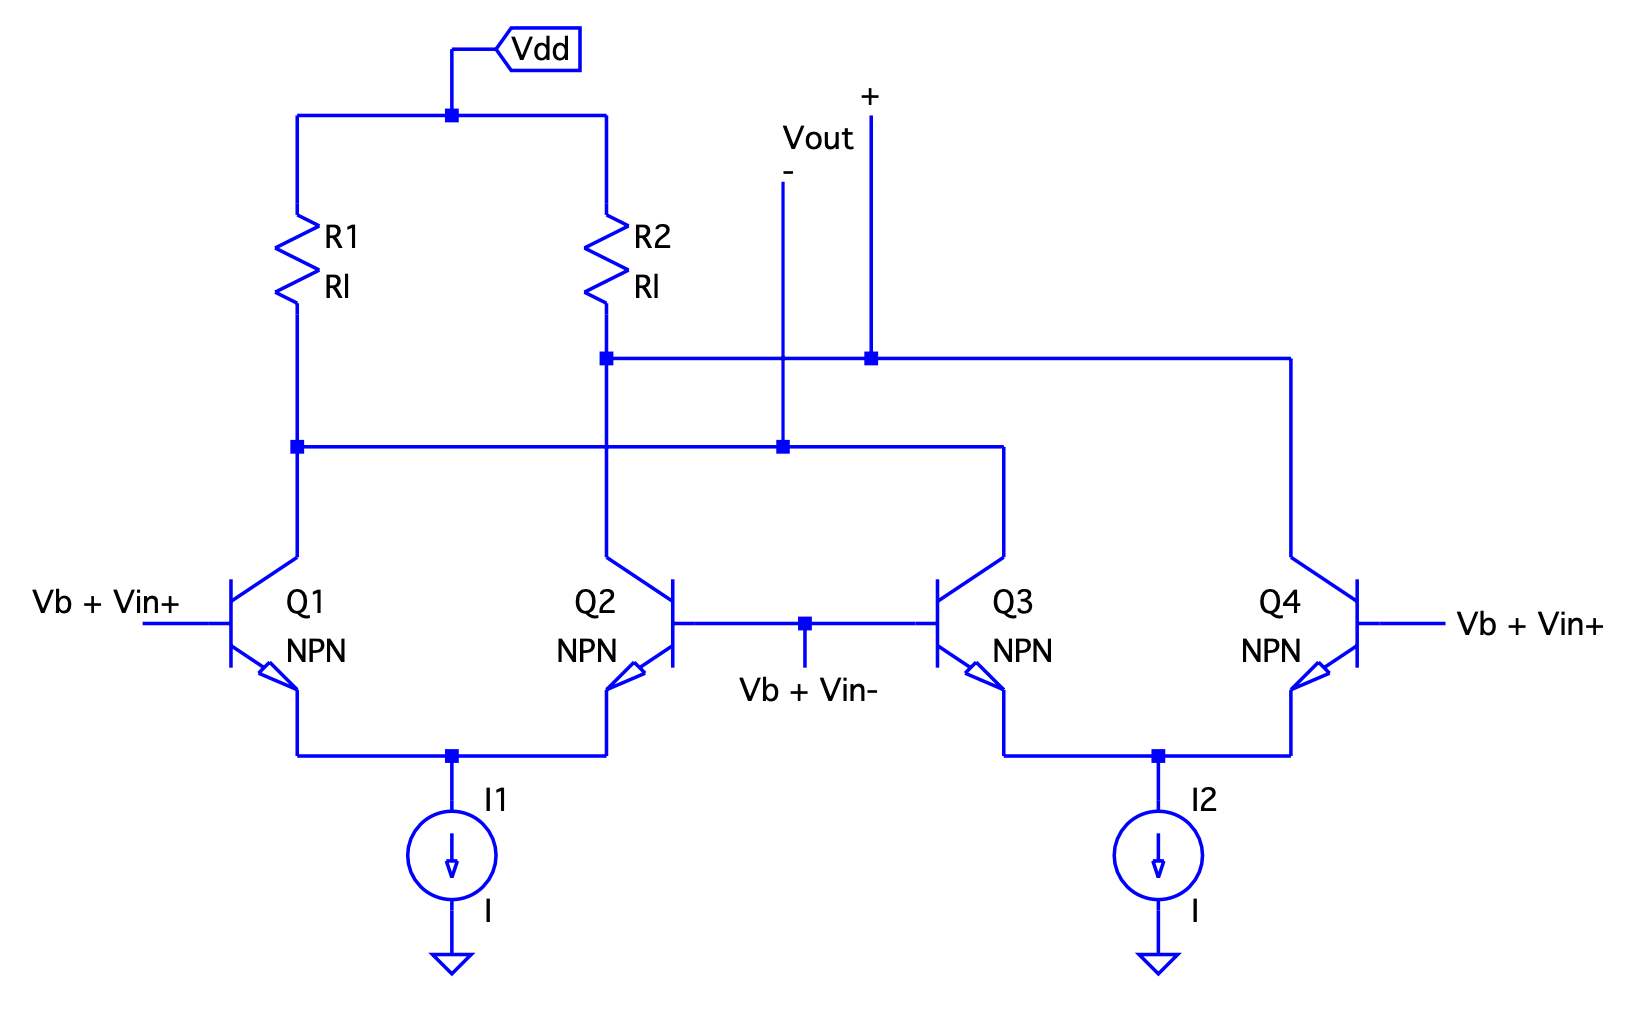 Vdd
+
Vout
-
R1
Rl
R2
Rl
Vb + Vin+
Q1
NPN
Q2
NPN
Vb + Vin-
Q3
NPN
Q4
NPN
Vb + Vin+
I1
I
I2
I